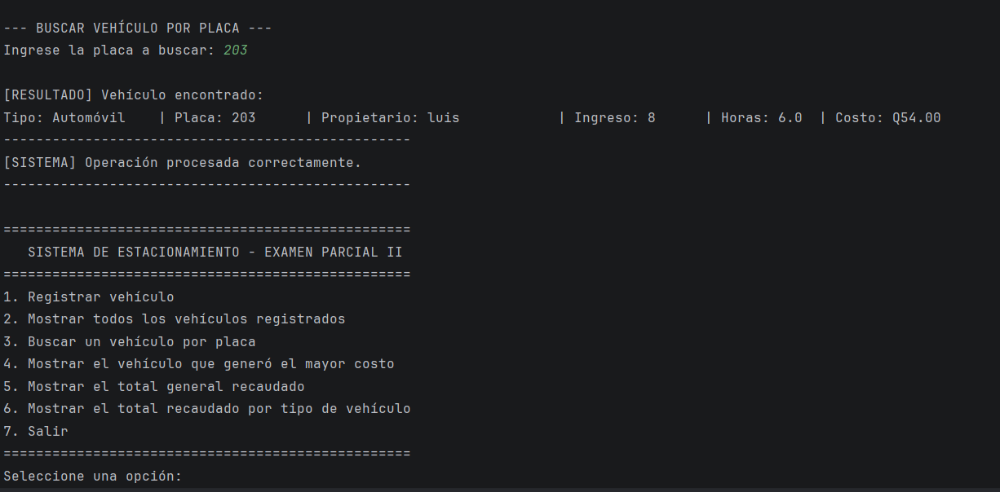 --- BUSCAR VEHÍCULO POR PLACA ---
Ingrese la placa a buscar: 203
[RESULTADO] Vehículo encontrado:
Tipo: Automóvil    | Placa: 203      | Propietario: luis            | Ingreso: 8      | Horas: 6.0  | Costo: Q54.00
--------------------------------------------------
[SISTEMA] Operación procesada correctamente.
--------------------------------------------------
==================================================
   SISTEMA DE ESTACIONAMIENTO - EXAMEN PARCIAL II
==================================================
1. Registrar vehículo
2. Mostrar todos los vehículos registrados
3. Buscar un vehículo por placa
4. Mostrar el vehículo que generó el mayor costo
5. Mostrar el total general recaudado
6. Mostrar el total recaudado por tipo de vehículo
7. Salir
==================================================
Seleccione una opción: